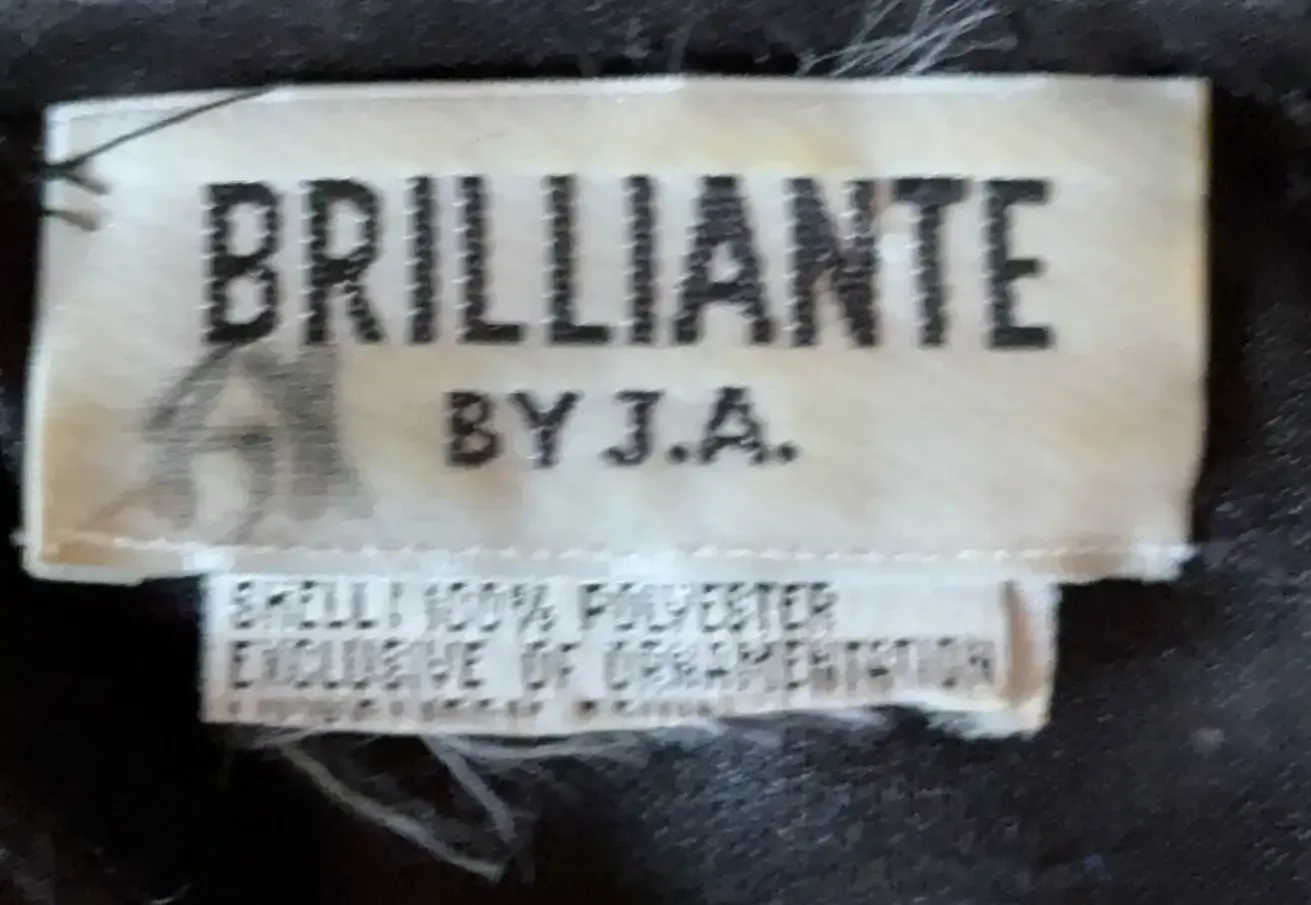 BRILLIANTE
BY J.A.
SHELL: 100% POLYESTER
EXCLUSIVE OF ORNAMENTATION